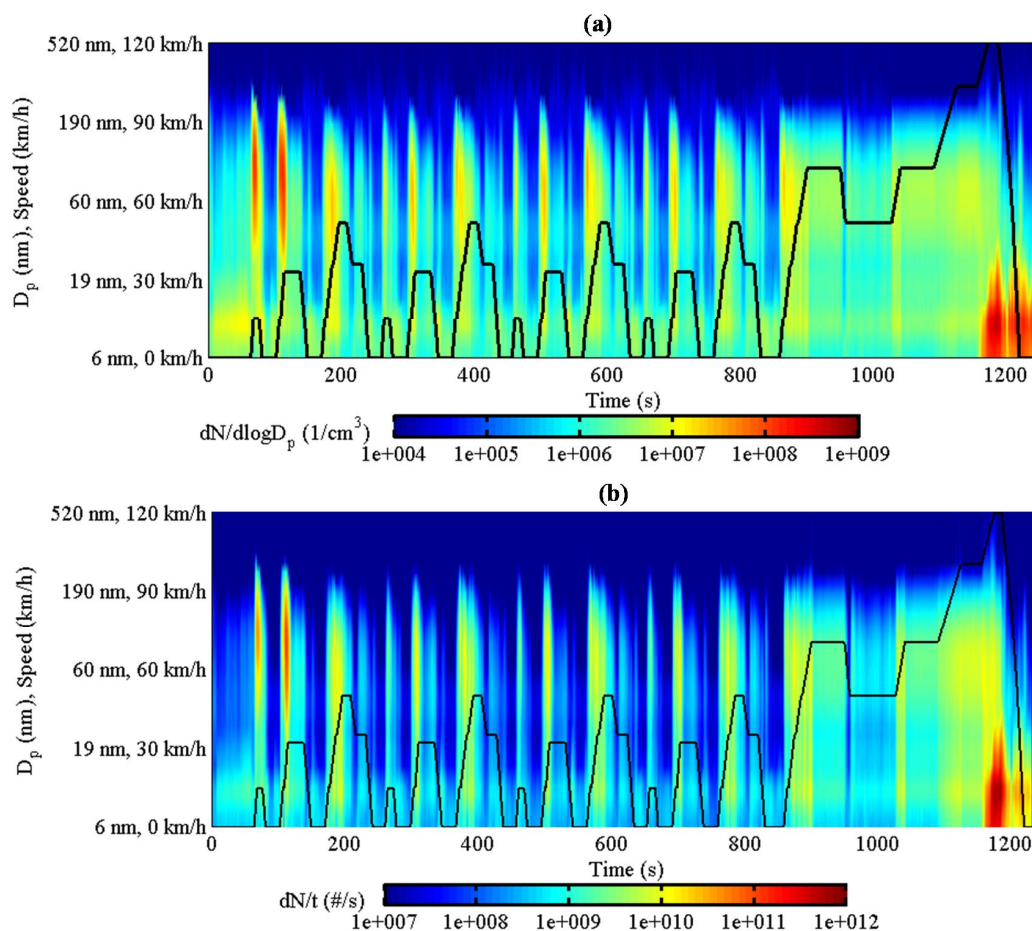 (a)
520 nm, 120 km/h
190 nm, 90 km/h
60 nm, 60 km/h
19 nm, 30 km/h
6 nm, 0 km/h
Dp (nm), Speed (km/h)
0 200 400 600 800 1000 1200
Time (s)
dN/dlogDp (1/cm³)
1e+004 1e+005 1e+006 1e+007 1e+008 1e+009
(b)
520 nm, 120 km/h
190 nm, 90 km/h
60 nm, 60 km/h
19 nm, 30 km/h
6 nm, 0 km/h
Dp (nm), Speed (km/h)
0 200 400 600 800 1000 1200
Time (s)
dN/t (#/s)
1e+007 1e+008 1e+009 1e+010 1e+011 1e+012